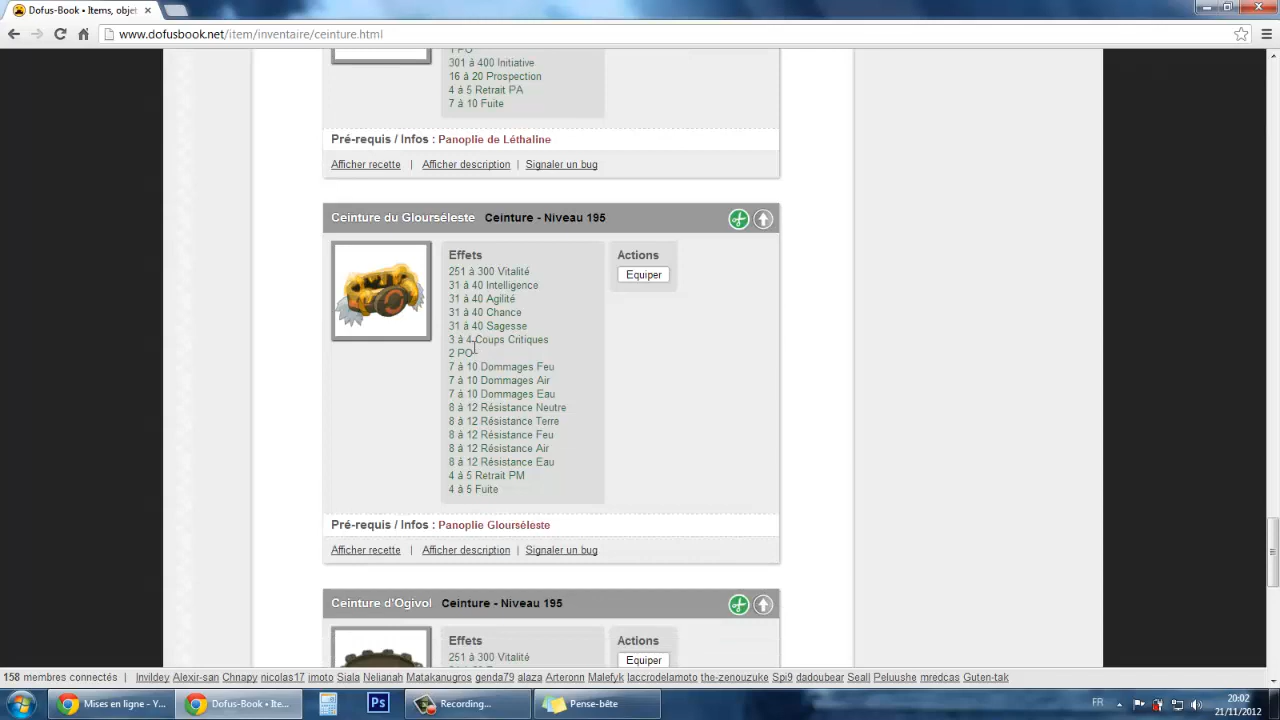 Dofus-Book • Items, objet
www.dofusbook.net/item/inventaire/ceinture.html
301 à 400 Initiative
16 à 20 Prospection
4 à 5 Retrait PA
7 à 10 Fuite
Pré-requis / Infos : Panoplie de Léthaline
Afficher recette | Afficher description | Signaler un bug
Ceinture du Glourséleste Ceinture - Niveau 195
Effets
Actions
251 à 300 Vitalité
Equiper
31 à 40 Intelligence
31 à 40 Agilité
31 à 40 Chance
31 à 40 Sagesse
3 à 4 Coups Critiques
2 PO
7 à 10 Dommages Feu
7 à 10 Dommages Air
7 à 10 Dommages Eau
8 à 12 Résistance Neutre
8 à 12 Résistance Terre
8 à 12 Résistance Feu
8 à 12 Résistance Air
8 à 12 Résistance Eau
4 à 5 Retrait PM
4 à 5 Fuite
Pré-requis / Infos : Panoplie Glourséleste
Afficher recette | Afficher description | Signaler un bug
Ceinture d'Ogivol Ceinture - Niveau 195
Effets
Actions
251 à 300 Vitalité
Equiper
158 membres connectés | Invildey Alexir-san Chnapy nicolas17 imoto Siala Nelianah Matakanugros genda79 alaza Arteronn Malefyk laccrodelamoto the-zenouzuke Spi9 dadoubear Seall Peluushe mredcas Guten-tak
Mises en ligne - Y...
Dofus-Book • Ite...
Ps
Recording...
Pense-bête
FR
20:02
21/11/2012